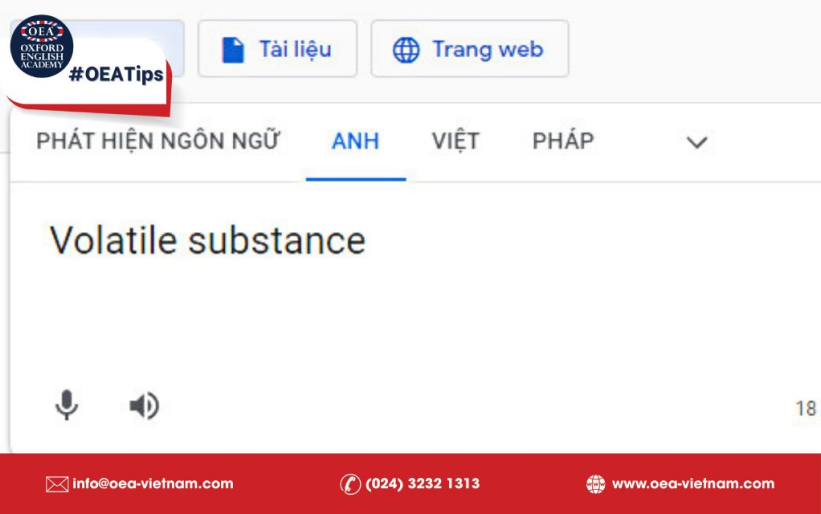 OEA
OXFORD
ENGLISH
ACADEMY
#OEATips
Tài liệu
Trang web
PHÁT HIỆN NGÔN NGỮ
ANH
VIỆT
PHÁP
Volatile substance
18
info@oea-vietnam.com
(024) 3232 1313
www.oea-vietnam.com